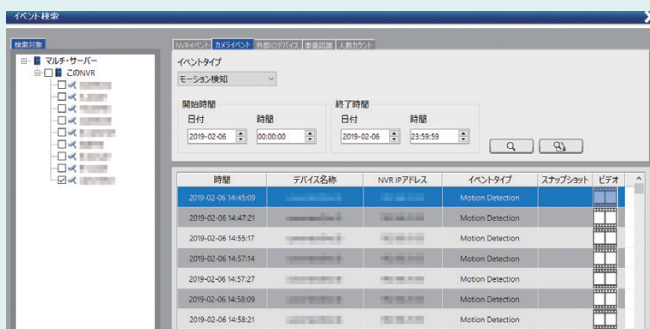 イベント検索
検索対象
マルチ・サーバー
このNVR
NVRイベント カメライベント 外部IOデバイス 車番認識 人数カウント
イベントタイプ
モーション検知
開始時間 終了時間
日付 時間 日付 時間
2019-02-06 00:00:00 2019-02-06 23:59:59
時間 デバイス名称 NVR IPアドレス イベントタイプ スナップショット ビデオ
2019-02-06 14:45:09 Motion Detection
2019-02-06 14:47:21 Motion Detection
2019-02-06 14:55:17 Motion Detection
2019-02-06 14:57:14 Motion Detection
2019-02-06 14:57:27 Motion Detection
2019-02-06 14:58:09 Motion Detection
2019-02-06 14:58:21 Motion Detection